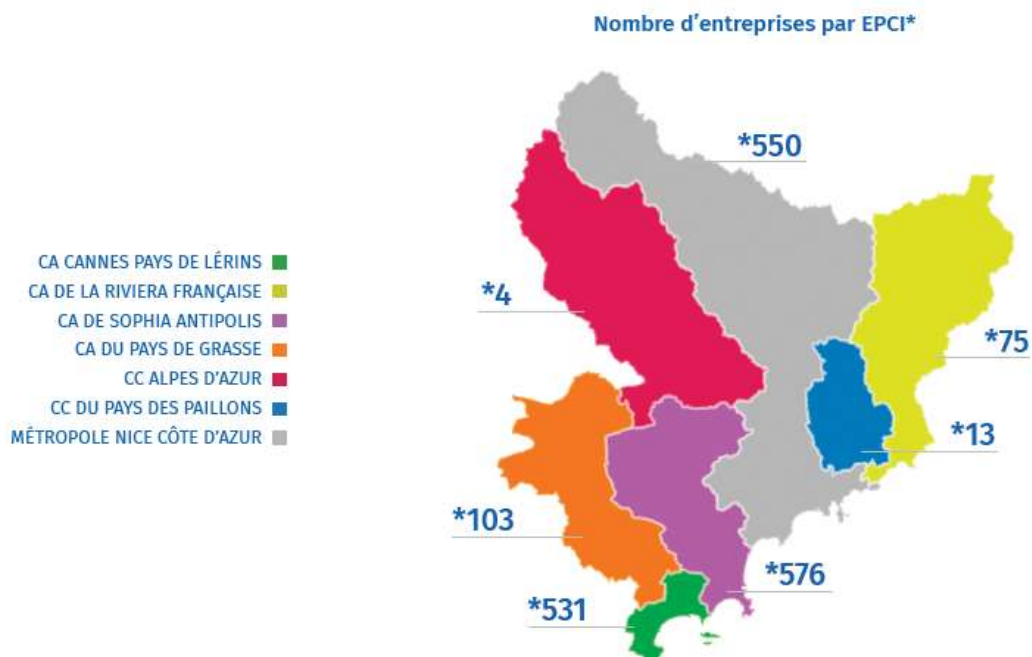 Nombre d’entreprises par EPCI*
*550
CA CANNES PAYS DE LÉRINS
CA DE LA RIVIERA FRANÇAISE
CA DE SOPHIA ANTIPOLIS
CA DU PAYS DE GRASSE
CC ALPES D’AZUR
CC DU PAYS DES PAILLONS
MÉTROPOLE NICE CÔTE D’AZUR
*4
*75
*13
*103
*576
*531